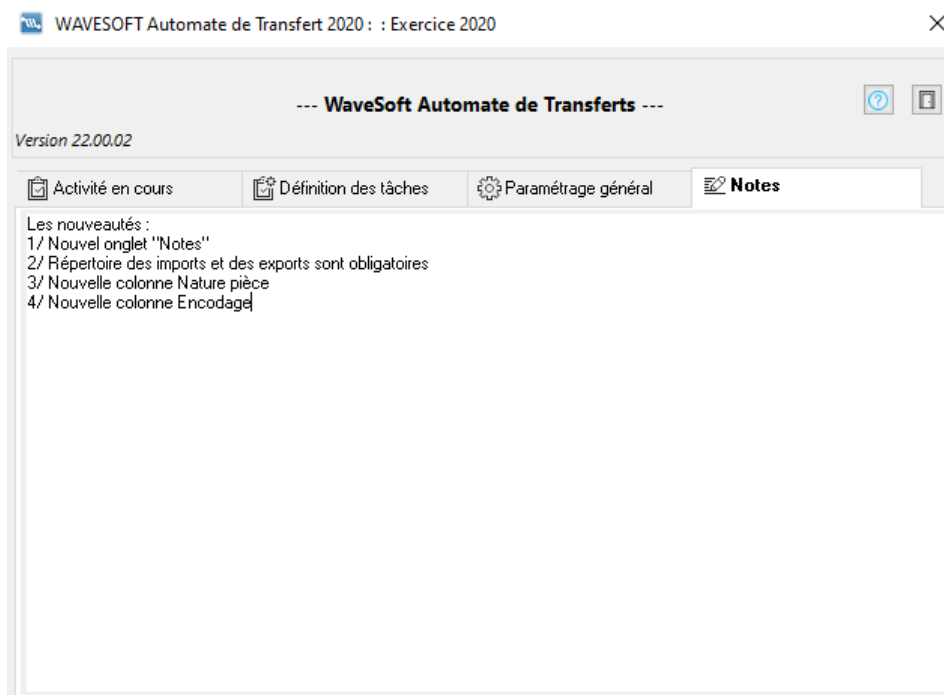 WAVESOFT Automate de Transfert 2020 : : Exercice 2020
--- WaveSoft Automate de Transferts ---
Version 22.00.02
Activité en cours
Définition des tâches
Paramétrage général
Notes
Les nouveautés :
1/ Nouvel onglet "Notes"
2/ Répertoire des imports et des exports sont obligatoires
3/ Nouvelle colonne Nature pièce
4/ Nouvelle colonne Encodage